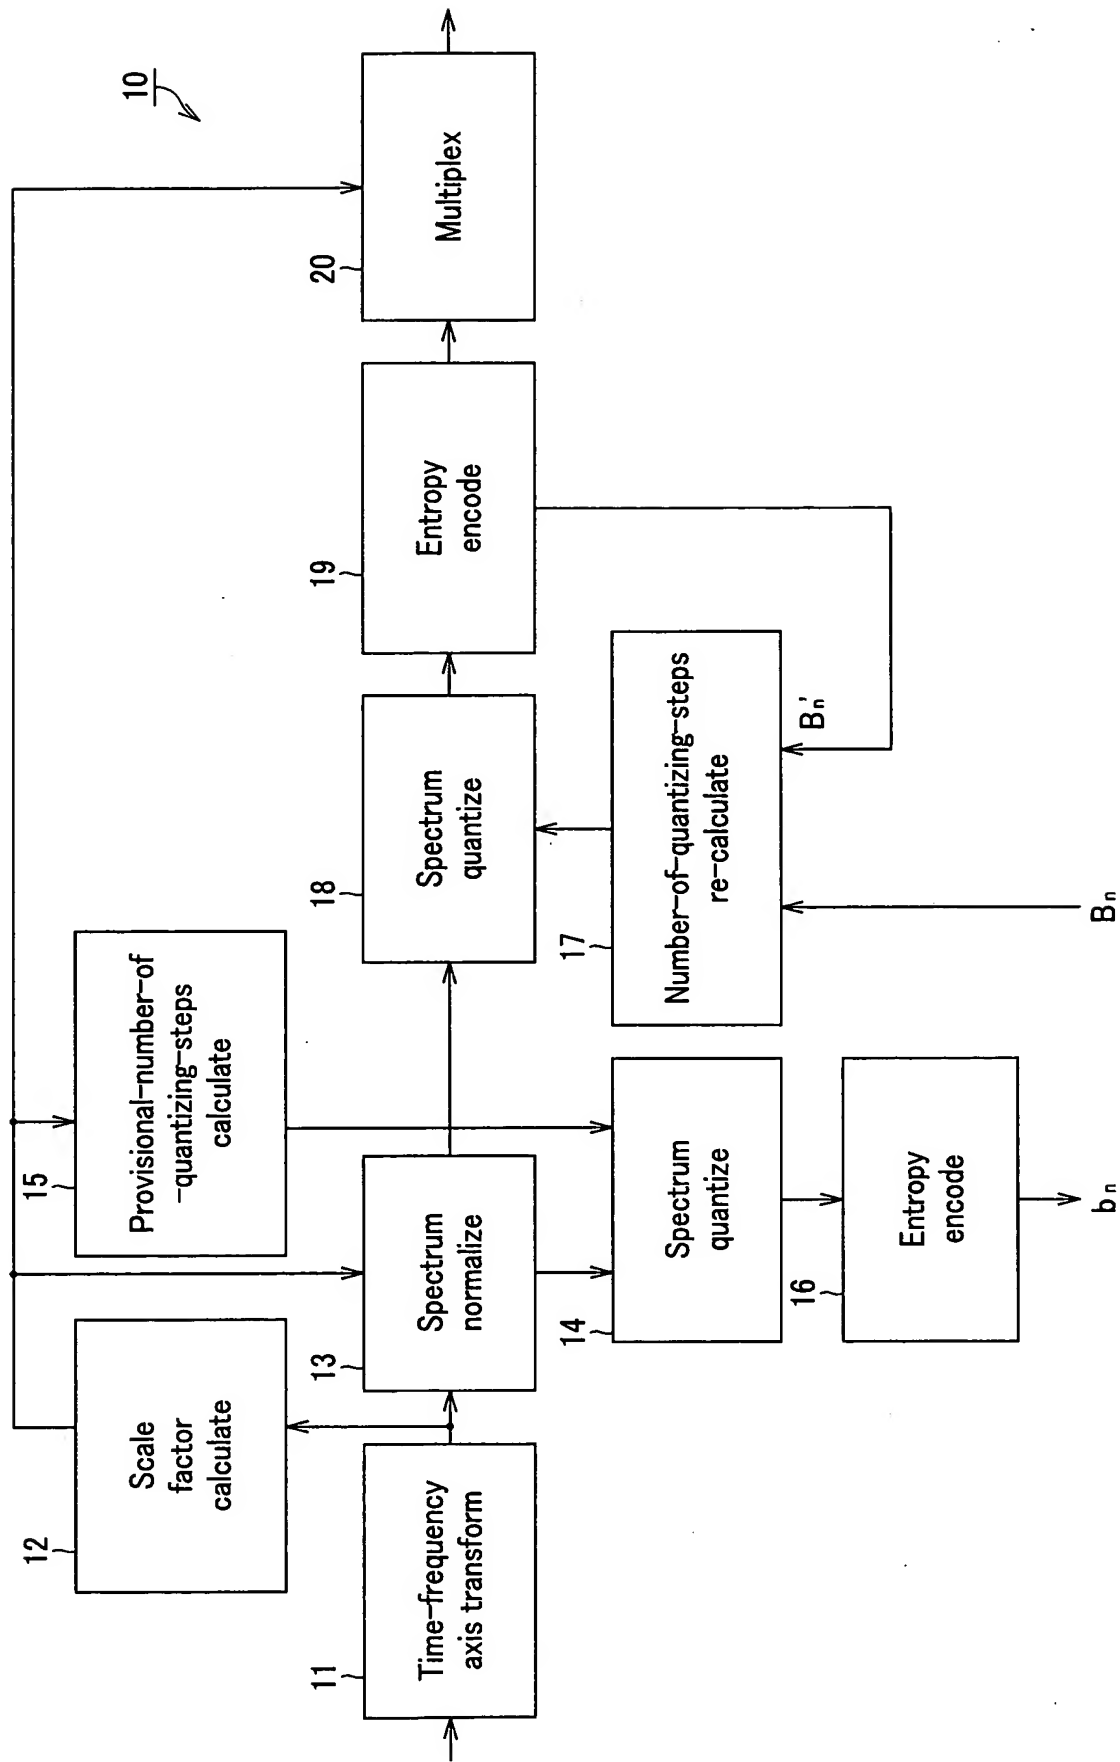 10
12
Scale
factor
calculate
15
Provisional-number-of
-quantizing-steps
calculate
11
Time-frequency
axis transform
13
Spectrum
normalize
18
Spectrum
quantize
19
Entropy
encode
20
Multiplex
14
Spectrum
quantize
17
Number-of-quantizing-steps
re-calculate
Bn'
16
Entropy
encode
bn
Bn